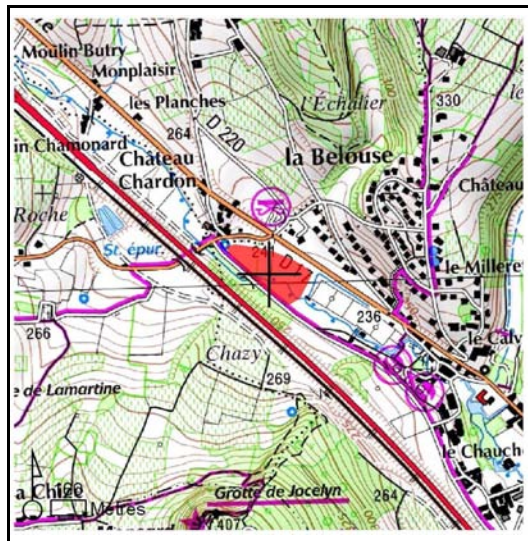 Moulin-Butry
Monplaisir
les Planches
264
D 220
l'Échalier
300
330
la Belouse
in Chamonard
Château
Chardon
Château
Roche
St. épur.
le Millere
236
266
le Calv
Chazy
269
e de Lamartine
le Chauch
225
a Chize
Mètres
Grotte de Jocelyn
407
264